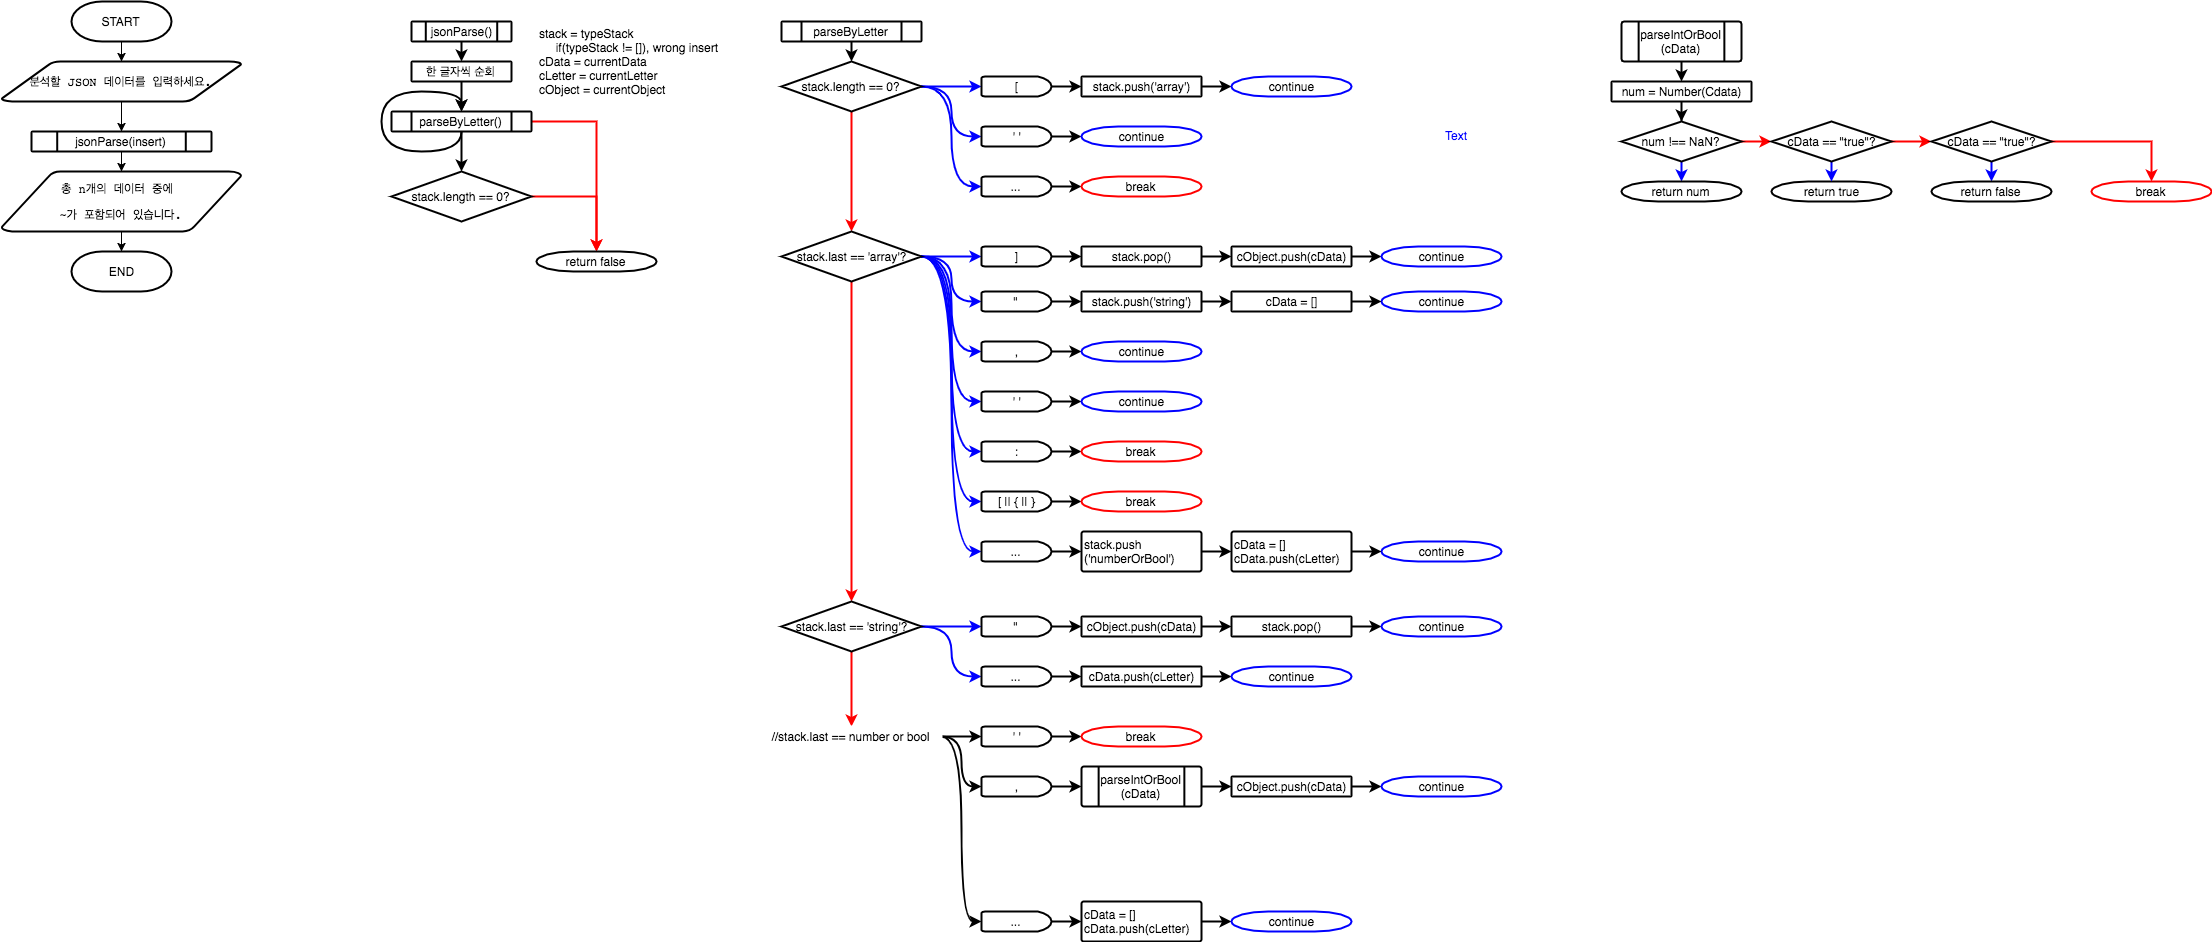 START
분석할 JSON 데이터를 입력하세요.
jsonParse(insert)
총 n개의 데이터 중에
~가 포함되어 있습니다.
END
jsonParse()
한 글자씩 순회
parseByLetter()
stack.length == 0?
return false
stack = typeStack
if(typeStack != []), wrong insert
cData = currentData
cLetter = currentLetter
cObject = currentObject
parseByLetter
stack.length == 0?
[
stack.push('array')
continue
' '
continue
...
break
Text
stack.last == 'array'?
]
stack.pop()
cObject.push(cData)
continue
"
stack.push('string')
cData = []
continue
,
continue
' '
continue
:
break
[ || { || }
break
...
stack.push
('numberOrBool')
cData = []
cData.push(cLetter)
continue
stack.last == 'string'?
"
cObject.push(cData)
stack.pop()
continue
...
cData.push(cLetter)
continue
//stack.last == number or bool
' '
break
,
parseIntOrBool
(cData)
cObject.push(cData)
continue
...
cData = []
cData.push(cLetter)
continue
parseIntOrBool
(cData)
num = Number(Cdata)
num !== NaN?
cData == "true"?
cData == "true"?
return num
return true
return false
break